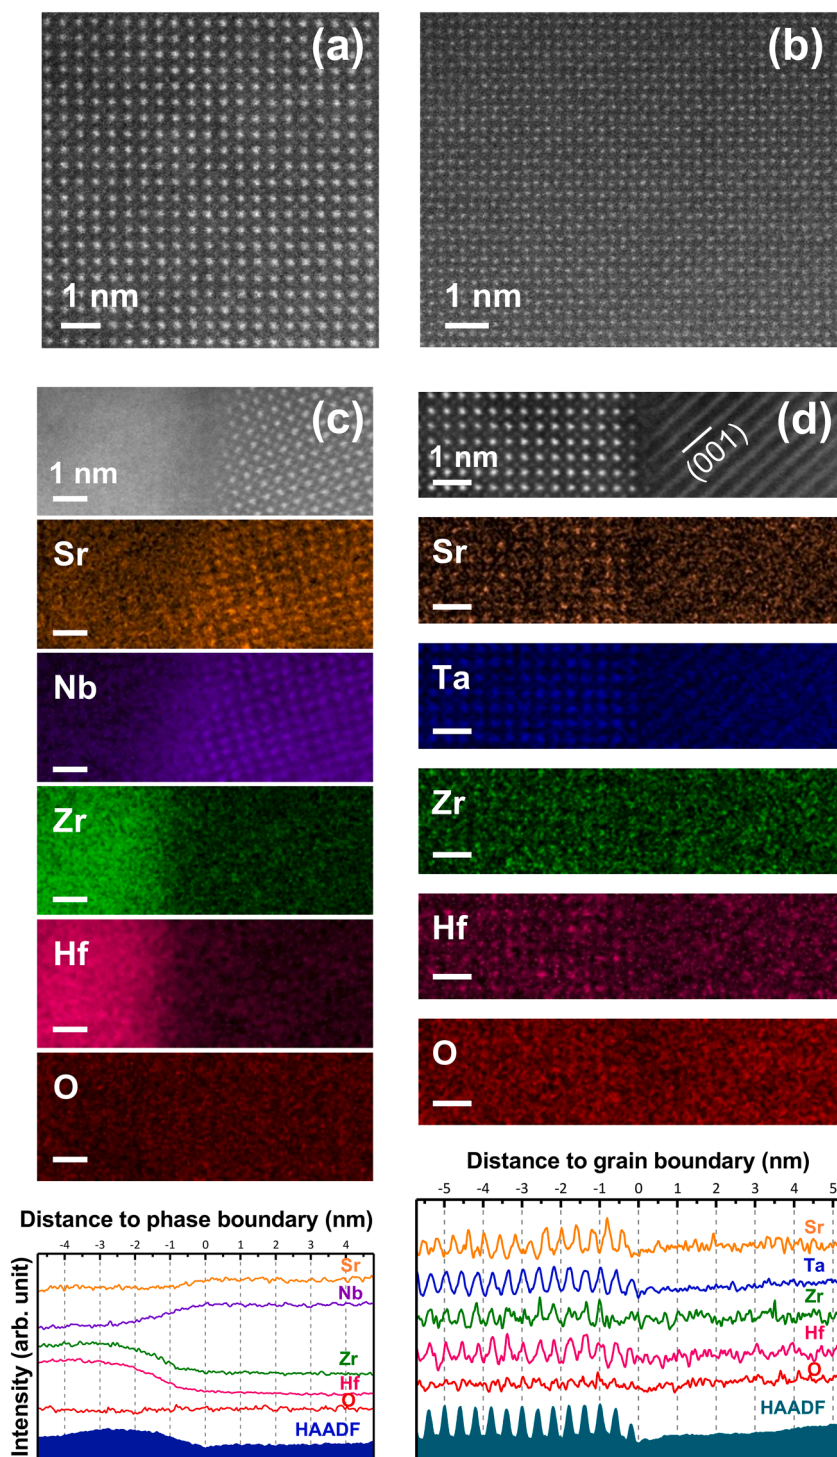 (a)
(b)
1 nm
1 nm
(c)
1 nm
Sr
Nb
Zr
Hf
O
(d)
1 nm
(001)
Sr
Ta
Zr
Hf
O
Distance to phase boundary (nm)
-4 -3 -2 -1 0 1 2 3 4
Intensity (arb. unit)
Sr
Nb
Zr
Hf
O
HAADF
Distance to grain boundary (nm)
-5 -4 -3 -2 -1 0 1 2 3 4 5
Sr
Ta
Zr
Hf
O
HAADF